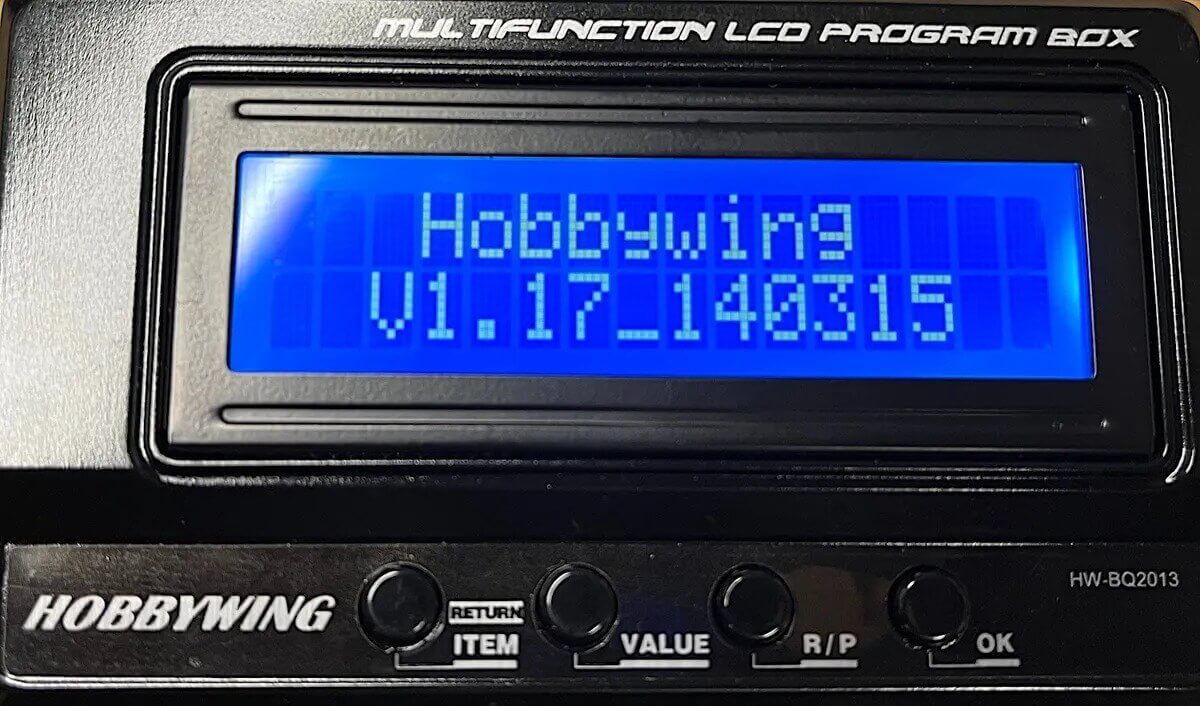 MULTIFUNCTION LCD PROGRAM BOX
Hobbywing
V1.17_140315
HW-BQ2013
HOBBYWING
RETURN
ITEM
VALUE
R/P
OK